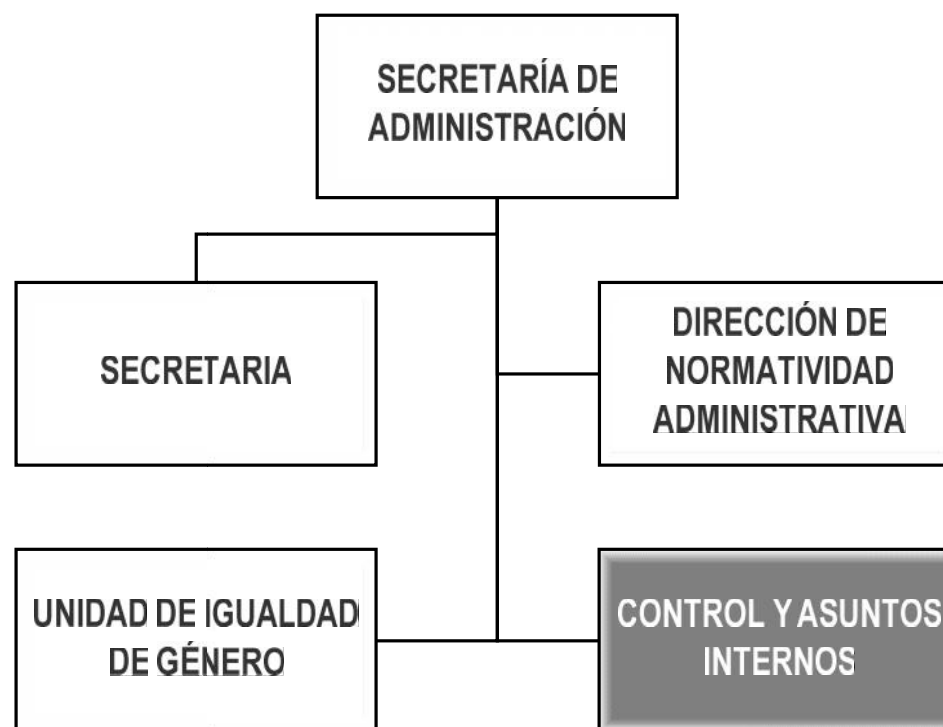 SECRETARÍA DE
ADMINISTRACIÓN
SECRETARIA
DIRECCIÓN DE
NORMATIVIDAD
ADMINISTRATIVA
UNIDAD DE IGUALDAD
DE GÉNERO
CONTROL Y ASUNTOS
INTERNOS